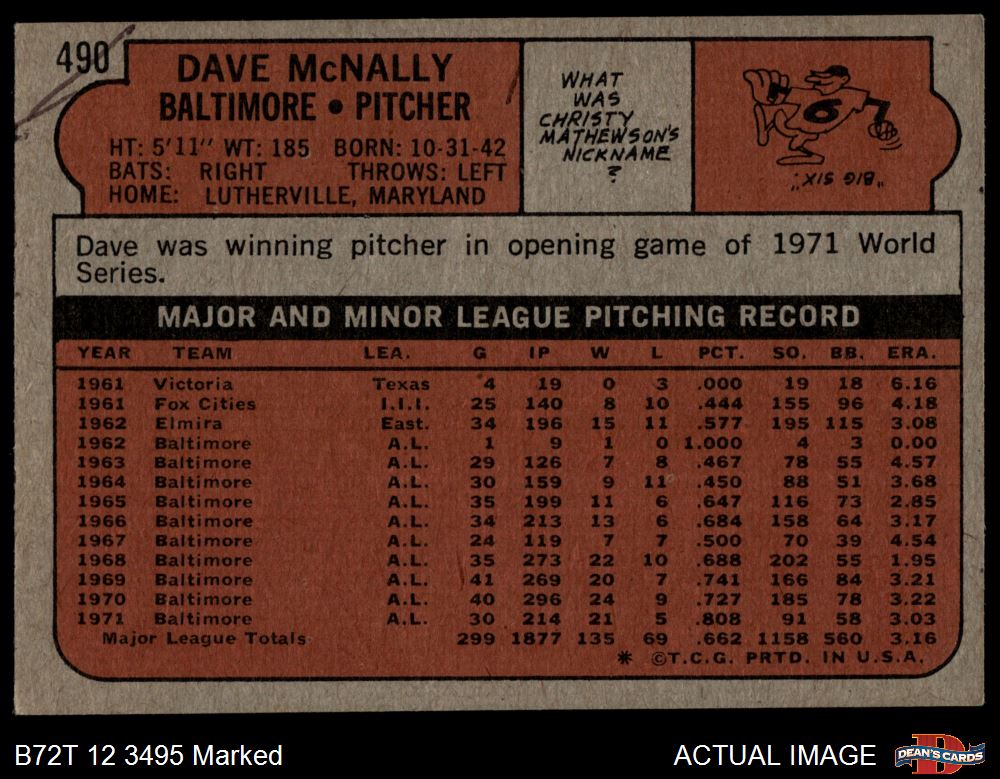 490
DAVE McNALLY
BALTIMORE • PITCHER
HT: 5'11" WT: 185 BORN: 10-31-42
BATS: RIGHT THROWS: LEFT
HOME: LUTHERVILLE, MARYLAND
WHAT
WAS
CHRISTY
MATHEWSON'S
NICKNAME
?
6
"BIG SIX"
Dave was winning pitcher in opening game of 1971 World
Series.
MAJOR AND MINOR LEAGUE PITCHING RECORD
YEAR TEAM LEA. G IP W L PCT. SO. BB. ERA.
1961 Victoria Texas 4 19 0 3 .000 19 18 6.16
1961 Fox Cities I.I.I. 25 140 8 10 .444 155 96 4.18
1962 Elmira East. 34 196 15 11 .577 195 115 3.08
1962 Baltimore A.L. 1 9 1 0 1.000 4 3 0.00
1963 Baltimore A.L. 29 126 7 8 .467 78 55 4.57
1964 Baltimore A.L. 30 159 9 11 .450 88 51 3.68
1965 Baltimore A.L. 35 199 11 6 .647 116 73 2.85
1966 Baltimore A.L. 34 213 13 6 .684 158 64 3.17
1967 Baltimore A.L. 24 119 7 7 .500 70 39 4.54
1968 Baltimore A.L. 35 273 22 10 .688 202 55 1.95
1969 Baltimore A.L. 41 269 20 7 .741 166 84 3.21
1970 Baltimore A.L. 40 296 24 9 .727 185 78 3.22
1971 Baltimore A.L. 30 214 21 5 .808 91 58 3.03
Major League Totals 299 1877 135 69 .662 1158 560 3.16
* ©T.C.G. PRTD. IN U.S.A.
B72T 12 3495 Marked
ACTUAL IMAGE
D
DEAN'S CARDS